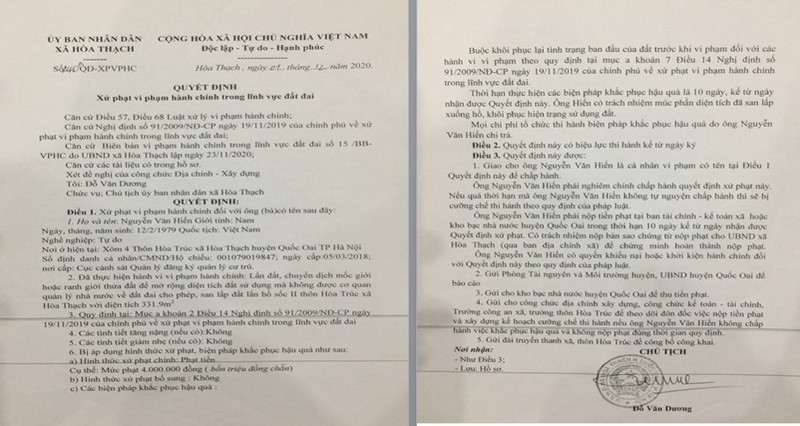 ỦY BAN NHÂN DÂN
XÃ HÒA THẠCH
CỘNG HÒA XÃ HỘI CHỦ NGHĨA VIỆT NAM
Độc lập - Tự do - Hạnh phúc
QĐ-XPVPHC
Hòa Thạch, ngày tháng năm 2020.
QUYẾT ĐỊNH
Xử phạt vi phạm hành chính trong lĩnh vực đất đai
Căn cứ Điều 57, Điều 68 Luật xử lý vi phạm hành chính;
Căn cứ Nghị định số 91/2009/NĐ-CP ngày 19/11/2019 của chính phủ về xử
phạt vi phạm hành chính trong lĩnh vực đất đai;
Căn cứ Biên bản vi phạm hành chính trong lĩnh vực đất đai số 15 /BB-
VPHC do UBND xã Hòa Thạch lập ngày 23/11/2020;
Căn cứ các tài liệu có trong hồ sơ.
Xét đề nghị của công chức Địa chính - Xây dựng
Tôi: Đỗ Văn Dương
Chức vụ: Chủ tịch ủy ban nhân dân xã Hòa Thạch
QUYẾT ĐỊNH:
Điều 1. Xử phạt vi phạm hành chính đối với ông (bà)có tên sau đây:
1. Họ và tên: Nguyễn Văn Hiển Giới tính: Nam
Ngày, tháng, năm sinh: 12/2/1979 Quốc tịch: Việt Nam
Nghề nghiệp: Tự do
Nơi ở hiện tại: Xóm 4 Thôn Hòa Trúc xã Hòa Thạch huyện Quốc Oai TP Hà Nội
Số định danh cá nhân/CMND/Hộ chiếu: 001079019847; ngày cấp:05/03/2018;
nơi cấp: Cục cảnh sát Quản lý đăng ký quản lý cư trú.
2. Đã thực hiện hành vi vi phạm hành chính: Lấn đất, chuyển dịch mốc giới
hoặc ranh giới thửa đất để mở rộng diện tích đất sử dụng mà không được cơ quan
quản lý nhà nước về đất đai cho phép, san lấp đất lấn hồ sốc II thôn Hòa Trúc xã
Hòa Thạch với diện tích 331.9m²
3. Quy định tại: Mục a khoản 2 Điều 14 Nghị định số 91/2009/NĐ-CP ngày
19/11/2019 của chính phủ về xử phạt vi phạm hành chính trong lĩnh vực đất đai
4. Các tình tiết tăng nặng (nếu có):Không
5. Các tình tiết giảm nhẹ (nếu có): Không
6. Bị áp dụng hình thức xử phạt, biện pháp khắc phục hậu quả như sau:
a) Hình thức xử phạt chính: Phạt tiền.
Cụ thể: Mức phạt 4.000.000 đồng ( bốn triệu đồng chẵn)
b) Hình thức xử phạt bổ sung : Không
c) Các biện pháp khắc phục hậu quả :
Buộc khôi phục lại tình trạng ban đầu của đất trước khi vi phạm đối với các
hành vi vi phạm theo quy định tại mục a khoản 7 Điều 14 Nghị định số
91/2009/NĐ-CP ngày 19/11/2019 của chính phủ về xử phạt vi phạm hành chính
trong lĩnh vực đất đai.
Thời hạn thực hiện các biện pháp khắc phục hậu quả là 10 ngày, kể từ ngày
nhận được Quyết định này. Ông Hiển có trách nhiệm múc phần diện tích đã san lấp
xuống hồ, khôi phục hiện trạng sử dụng đất.
Mọi chi phí tổ chức thi hành biện pháp khắc phục hậu quả do ông Nguyễn
Văn Hiển chi trả.
Điều 2. Quyết định này có hiệu lực thi hành kể từ ngày ký
Điều 3. Quyết định này được:
1. Giao cho ông Nguyễn Văn Hiển là cá nhân vi phạm có tên tại Điều 1
Quyết định này để chấp hành.
Ông Nguyễn Văn Hiển phải nghiêm chỉnh chấp hành quyết định xử phạt này.
Nếu quá thời hạn mà ông Nguyễn Văn Hiển không tự nguyện chấp hành thì sẽ bị
cưỡng chế thi hành theo quy định của pháp luật.
Ông Nguyễn Văn Hiển phải nộp tiền phạt tại ban tài chính - kế toán xã hoặc
kho bạc nhà nước huyện Quốc Oai trong thời hạn 10 ngày kể từ ngày nhận được
Quyết định xử phạt. Có trách nhiệm nộp bản sao chứng từ nộp phạt cho UBND xã
Hòa Thạch (qua ban địa chính xã) để chứng minh hoàn thành nộp phạt.
Ông Nguyễn Văn Hiển có quyền khiếu nại hoặc khởi kiện hành chính đối
với Quyết định này theo quy định của pháp luật.
2. Gửi Phòng Tài nguyên và Môi trường huyện, UBND huyện Quốc Oai để
báo cáo
3. Gửi cho kho bạc nhà nước huyện Quốc Oai để thu tiền phạt.
4. Gửi cho công chức địa chính xây dựng, công chức kế toán - tài chính,
Trưởng công an xã, trưởng thôn Hòa Trúc để theo dõi đôn đốc việc nộp tiền phạt
và xây dựng kế hoạch cưỡng chế thi hành nếu ông Nguyễn Văn Hiển không chấp
hành việc khắc phục hậu quả và không nộp phạt đúng thời gian quy định.
5. Gửi đài truyền thanh xã, thôn Hòa Trúc để công bố công khai.
Nơi nhận:
- Như Điều 3;
- Lưu: Hồ sơ.
CHỦ TỊCH
Đỗ Văn Dương